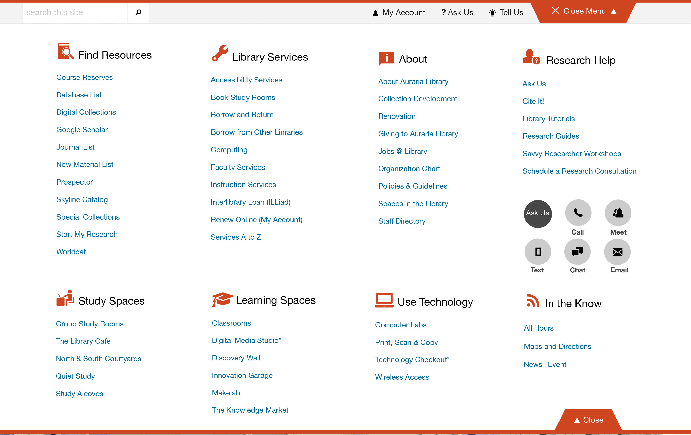 search this site
My Account
? Ask Us
Tell Us
Close Menu
Find Resources
Course Reserves
Database List
Digital Collections
Google Scholar
Journal List
New Material List
Prospector
Skyline Catalog
Special Collections
Start My Research
Worldcat
Library Services
Accessibility Services
Book Study Rooms
Borrow and Return
Borrow from Other Libraries
Computing
Faculty Services
Instruction Services
Interlibrary Loan (ILLiad)
Renew Online (My Account)
Services A to Z
About
About Auraria Library
Collection Development
Renovation
Giving to Auraria Library
Jobs @ Library
Organization Chart
Policies & Guidelines
Spaces in the Library
Staff Directory
Research Help
Ask Us
Cite It!
Library Tutorials
Research Guides
Savvy Researcher Workshops
Schedule a Research Consultation
Ask Us
Call
Meet
Text
Chat
Email
Study Spaces
Group Study Rooms
The Library Cafe
North & South Courtyards
Quiet Study
Study Alcoves
Learning Spaces
Classrooms
Digital Media Studio*
Discovery Wall
Innovation Garage
The Knowledge Market
Use Technology
Computer Labs
Print, Scan & Copy
Technology Checkout*
Wireless Access
In the Know
All Hours
Maps and Directions
News Event
Close